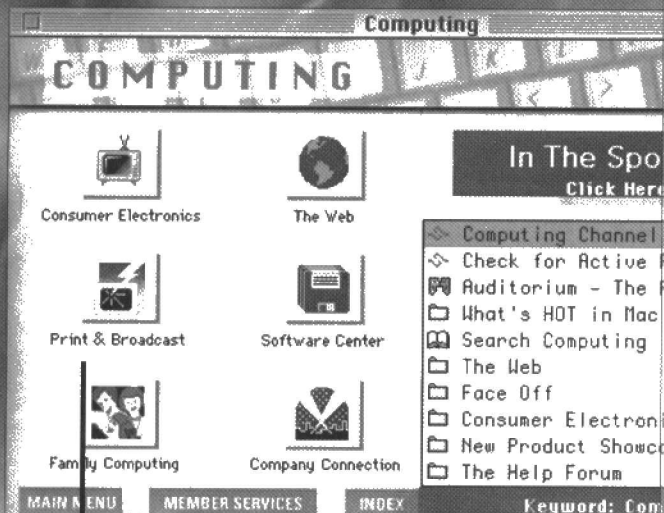 Computing
COMPUTING
J K L
< >
Consumer Electronics
The Web
Print & Broadcast
Software Center
Family Computing
Company Connection
MAIN MENU
MEMBER SERVICES
INDEX
In The Spo
Click Here
Computing Channel
Check for Active
Auditorium - The
What's HOT in Mac
Search Computing
The Web
Face Off
Consumer Electroni
New Product Showco
The Help Forum
Keyword: Con